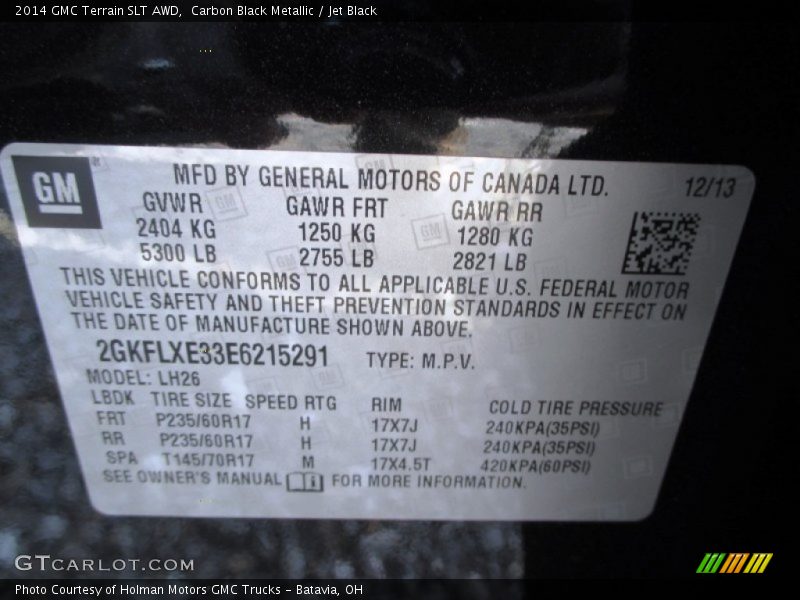 2014 GMC Terrain SLT AWD, Carbon Black Metallic / Jet Black
GM
MFD BY GENERAL MOTORS OF CANADA LTD. 12/13
GVWR GAWR FRT GAWR RR
2404 KG 1250 KG 1280 KG
5300 LB 2755 LB 2821 LB
THIS VEHICLE CONFORMS TO ALL APPLICABLE U.S. FEDERAL MOTOR
VEHICLE SAFETY AND THEFT PREVENTION STANDARDS IN EFFECT ON
THE DATE OF MANUFACTURE SHOWN ABOVE.
2GKFLXE33E6215291 TYPE: M.P.V.
MODEL: LH26
LBDK TIRE SIZE SPEED RTG RIM COLD TIRE PRESSURE
FRT P235/60R17 H 17X7J 240KPA(35PSI)
RR P235/60R17 H 17X7J 240KPA(35PSI)
SPA T145/70R17 M 17X4.5T 420KPA(60PSI)
SEE OWNER'S MANUAL FOR MORE INFORMATION.
GTCARLOT.COM
Photo Courtesy of Holman Motors GMC Trucks - Batavia, OH